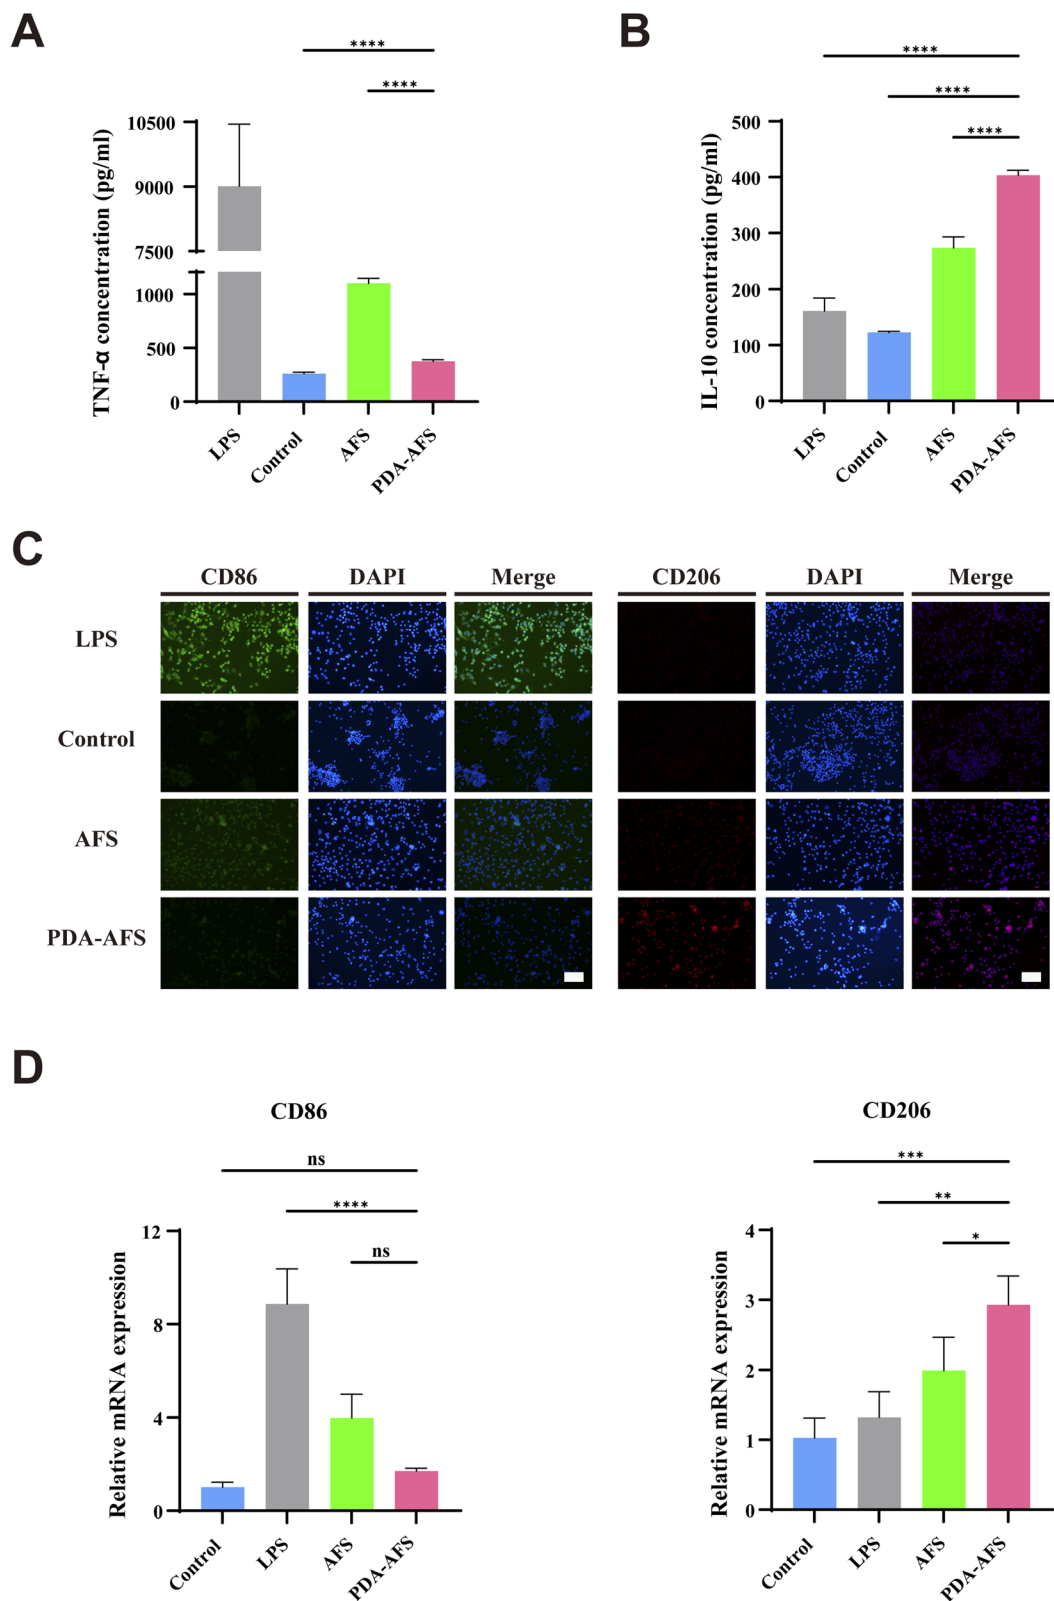 A
****
****
TNF-α concentration (pg/ml)
10500
9000
7500
1000
500
0
LPS
Control
AFS
PDA-AFS
B
****
****
****
IL-10 concentration (pg/ml)
500
400
300
200
100
0
LPS
Control
AFS
PDA-AFS
C
CD86 DAPI Merge CD206 DAPI Merge
LPS
Control
AFS
PDA-AFS
D
CD86
ns
****
ns
Relative mRNA expression
12
8
4
0
Control
LPS
AFS
PDA-AFS
CD206
***
**
*
Relative mRNA expression
4
3
2
1
0
Control
LPS
AFS
PDA-AFS